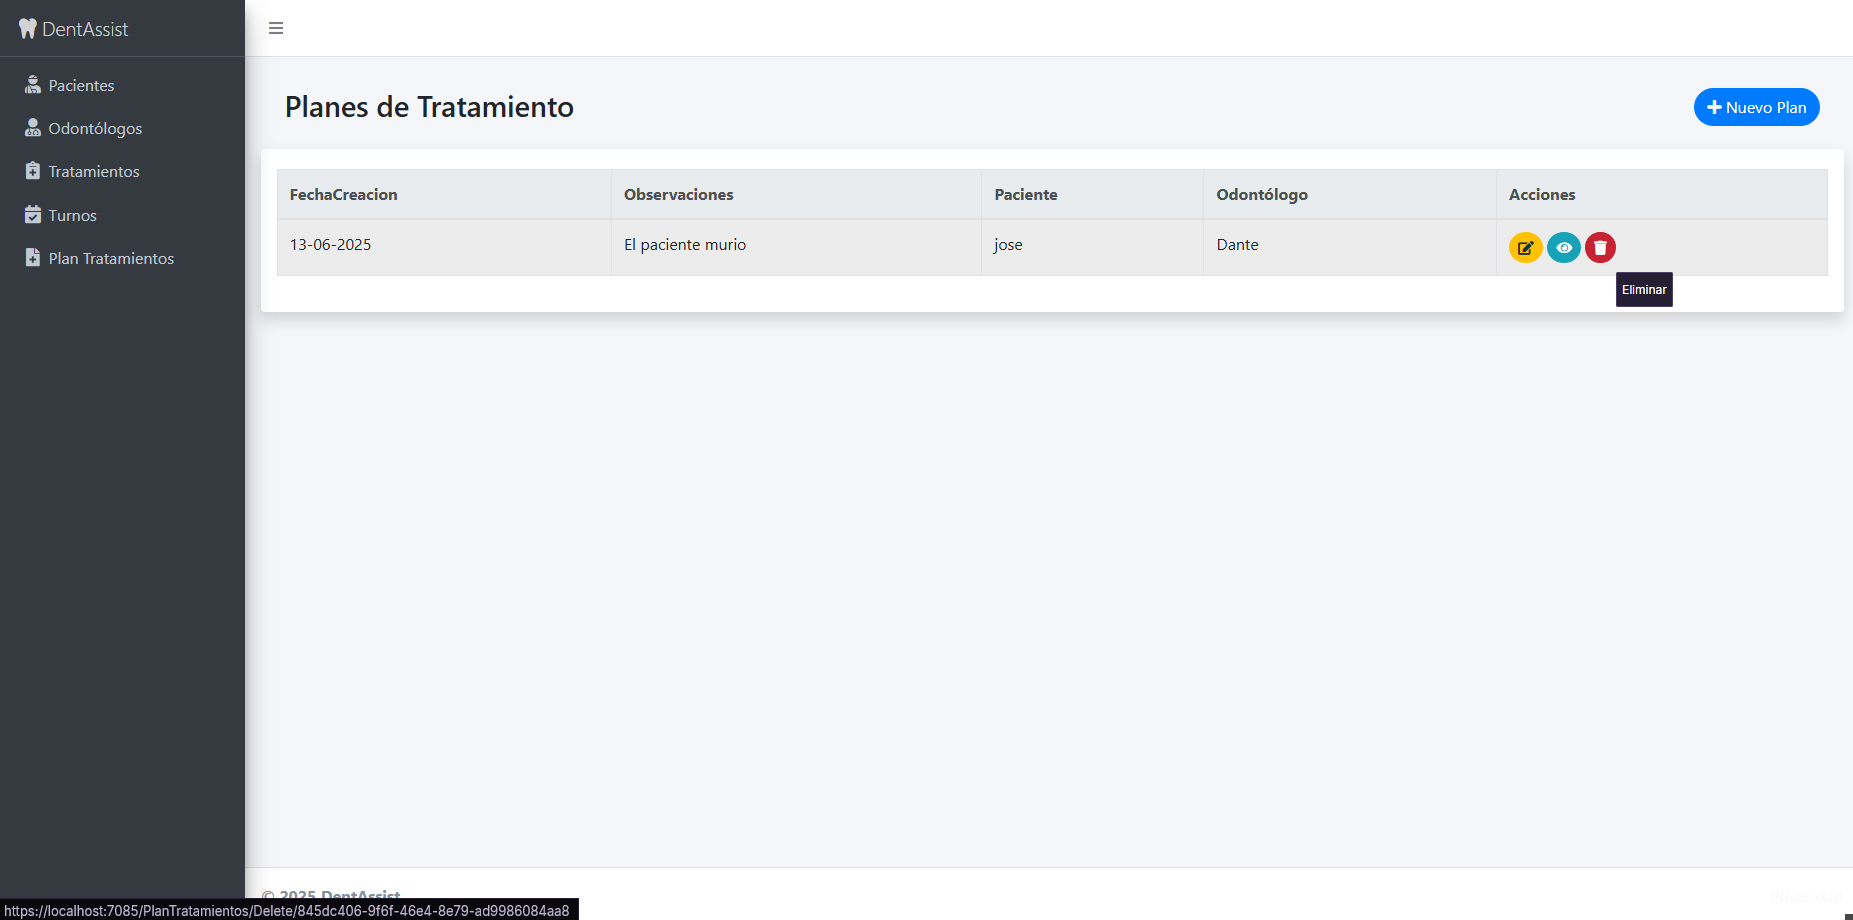 DentAssist
Pacientes
Odontólogos
Tratamientos
Turnos
Plan Tratamientos
Planes de Tratamiento
Nuevo Plan
FechaCreacion Observaciones Paciente Odontólogo Acciones
13-06-2025 El paciente murio jose Dante
Eliminar
© 2025 DentAssist
Privacidad
https://localhost:7085/PlanTratamientos/Delete/845dc406-9f6f-46e4-8e79-ad9986084aa8